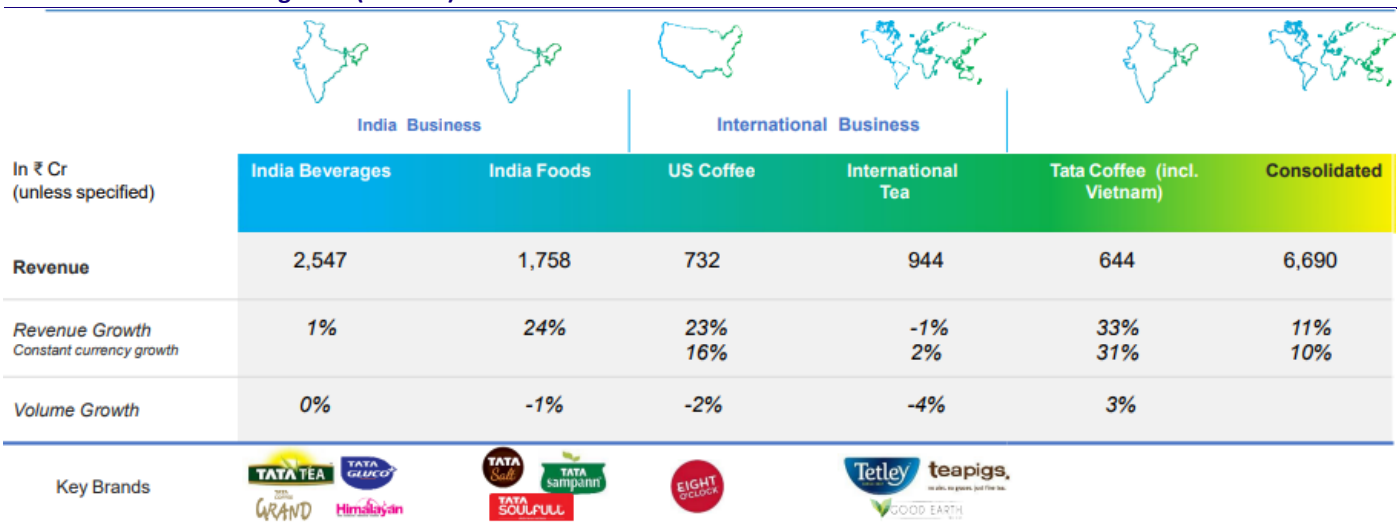 India Business
International Business
In ₹ Cr
(unless specified)
India Beverages
India Foods
US Coffee
International
Tea
Tata Coffee (incl.
Vietnam)
Consolidated
Revenue
2,547
1,758
732
944
644
6,690
Revenue Growth
Constant currency growth
1%
24%
23%
16%
-1%
2%
33%
31%
11%
10%
Volume Growth
0%
-1%
-2%
-4%
3%
Key Brands
TATA TEA
TATA
GLUCO+
GRAND
Himalayan
TATA
Salt
TATA
sampann
TATA
SOULFULL
EIGHT
O'CLOCK
Tetley
teapigs.
GOOD EARTH